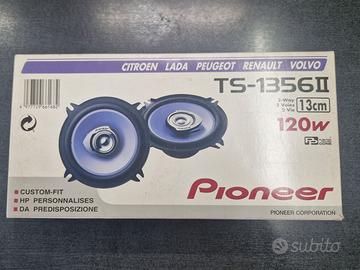 CITROEN LADA PEUGEOT RENAULT VOLVO
TS-1356II
2-Way
2 Voies
2 Vie
13cm
120W
CUSTOM-FIT
HP PERSONNALISES
DA PREDISPOSIZIONE
Pioneer
PIONEER CORPORATION
subito